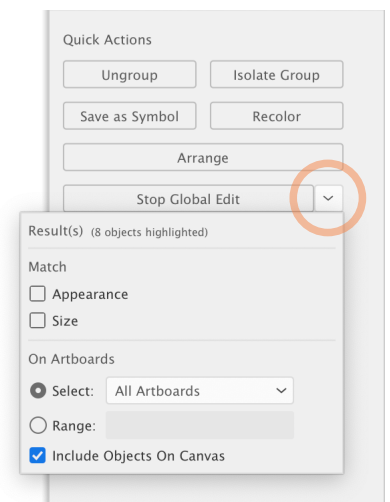 Quick Actions
Ungroup Isolate Group
Save as Symbol Recolor
Arrange
Stop Global Edit
Result(s) (8 objects highlighted)
Match
Appearance
Size
On Artboards
Select: All Artboards
Range:
Include Objects On Canvas